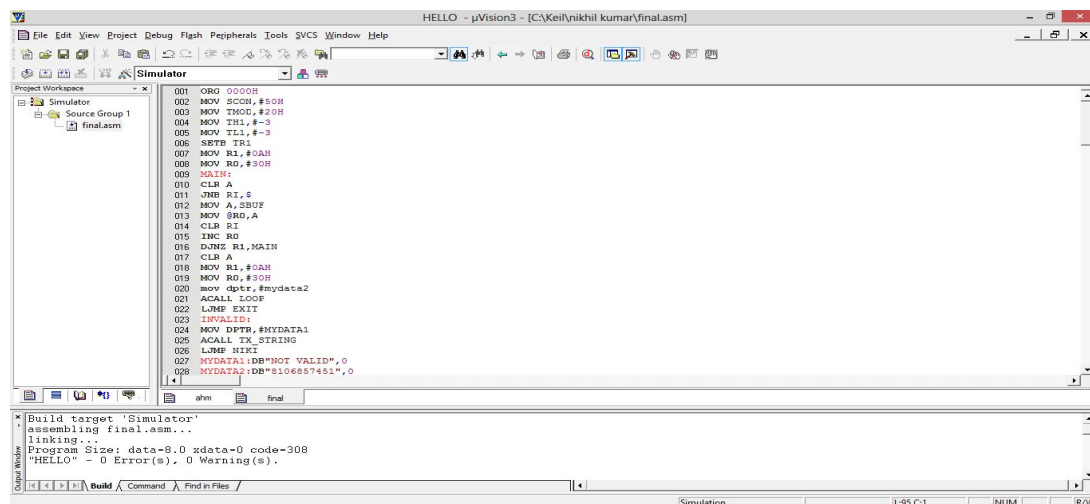 HELLO - µVision3 - [C:\Keil\nikhil kumar\final.asm]
File Edit View Project Debug Flash Peripherals Tools SVCS Window Help
Simulator
Project Workspace
Simulator
Source Group 1
final.asm
001 ORG 0000H
002 MOV SCON,#50H
003 MOV TMOD,#20H
004 MOV TH1,#-3
005 MOV TL1,#-3
006 SETB TR1
007 MOV R1,#0AH
008 MOV R0,#30H
009 MAIN:
010 CLR A
011 JNB RI,$
012 MOV A,SBUF
013 MOV @R0,A
014 CLR RI
015 INC R0
016 DJNZ R1,MAIN
017 CLR A
018 MOV R1,#0AH
019 MOV R0,#30H
020 mov dptr,#mydata2
021 ACALL LOOP
022 LJMP EXIT
023 INVALID:
024 MOV DPTR,#MYDATA1
025 ACALL TX_STRING
026 LJMP NIKI
027 MYDATA1:DB"NOT VALID",0
028 MYDATA2:DB"8106857451",0
ahm final
Build target 'Simulator'
assembling final.asm...
linking...
Program Size: data=8.0 xdata=0 code=308
"HELLO" - 0 Error(s), 0 Warning(s).
Output Window
Build Command Find in Files
Simulation L:95 C:1 NUM R/W